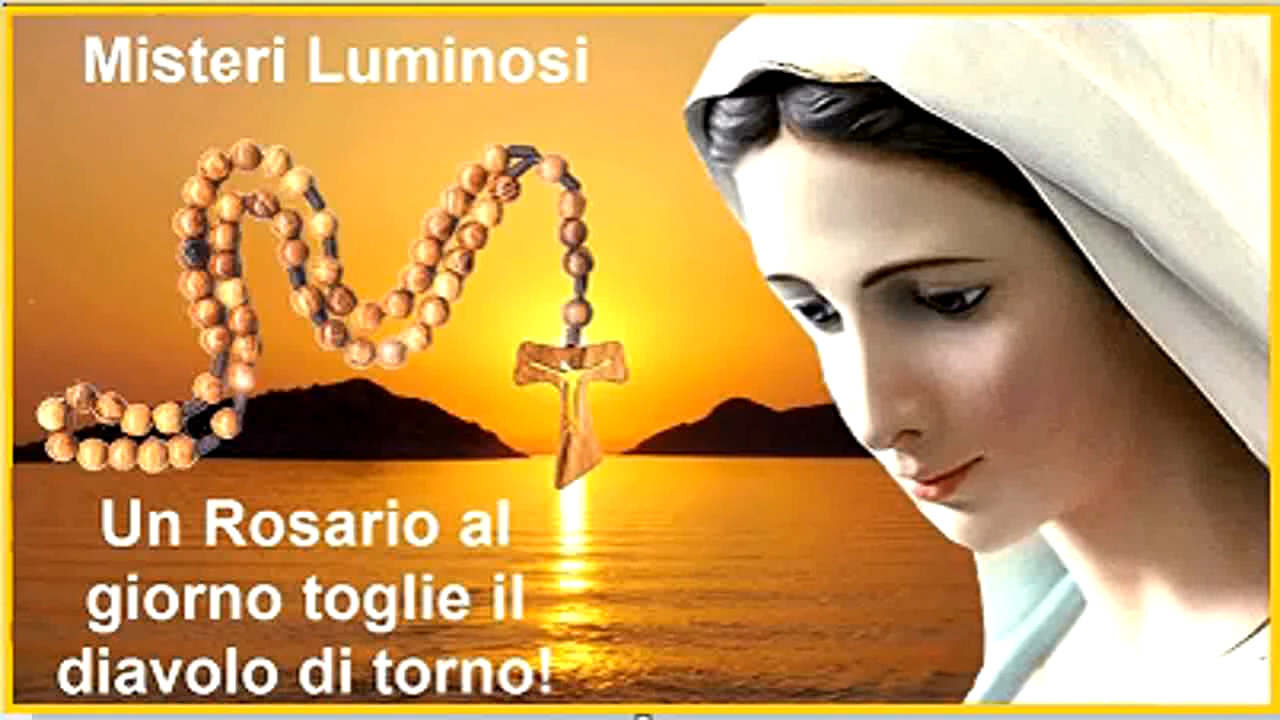 Misteri Luminosi
Un Rosario al
giorno toglie il
diavolo di torno!